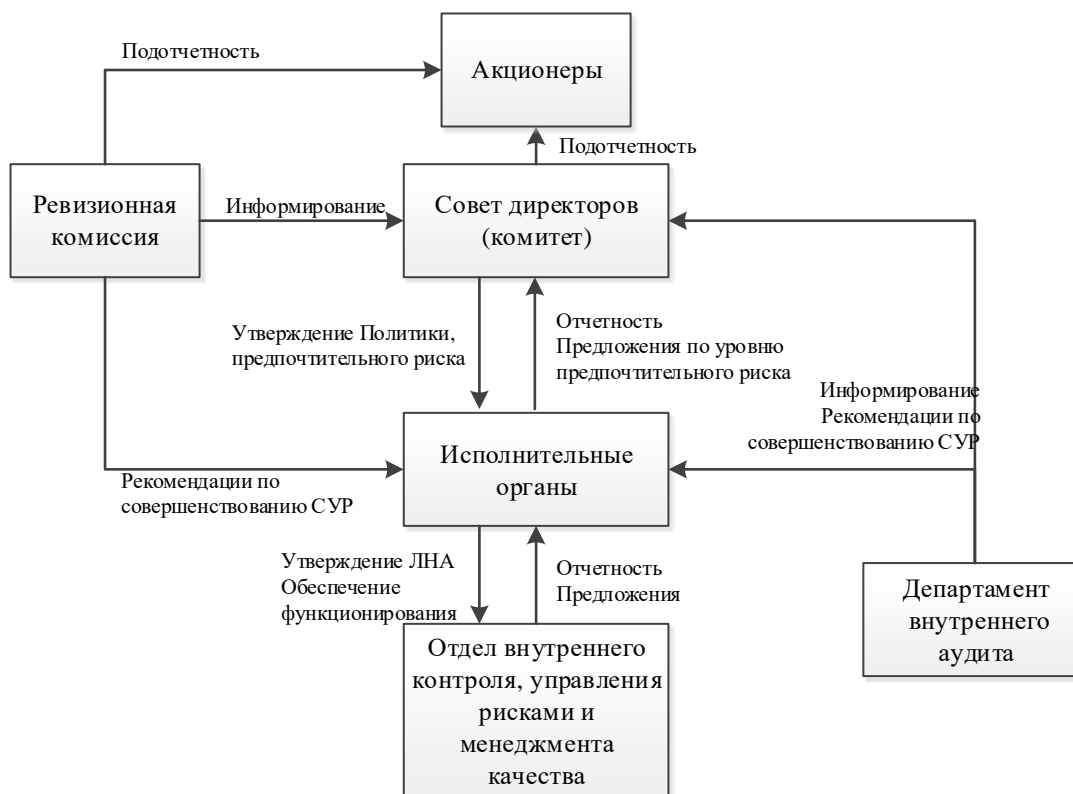 Подотчетность
Акционеры
Подотчетность
Ревизионная
комиссия
Информирование
Совет директоров
(комитет)
Утверждение Политики,
предпочтительного риска
Отчетность
Предложения по уровню
предпочтительного риска
Информирование
Рекомендации по
совершенствованию СУР
Исполнительные
органы
Рекомендации по
совершенствованию СУР
Утверждение ЛНА
Обеспечение
функционирования
Отчетность
Предложения
Департамент
внутреннего
аудита
Отдел внутреннего
контроля, управления
рисками и
менеджмента
качества